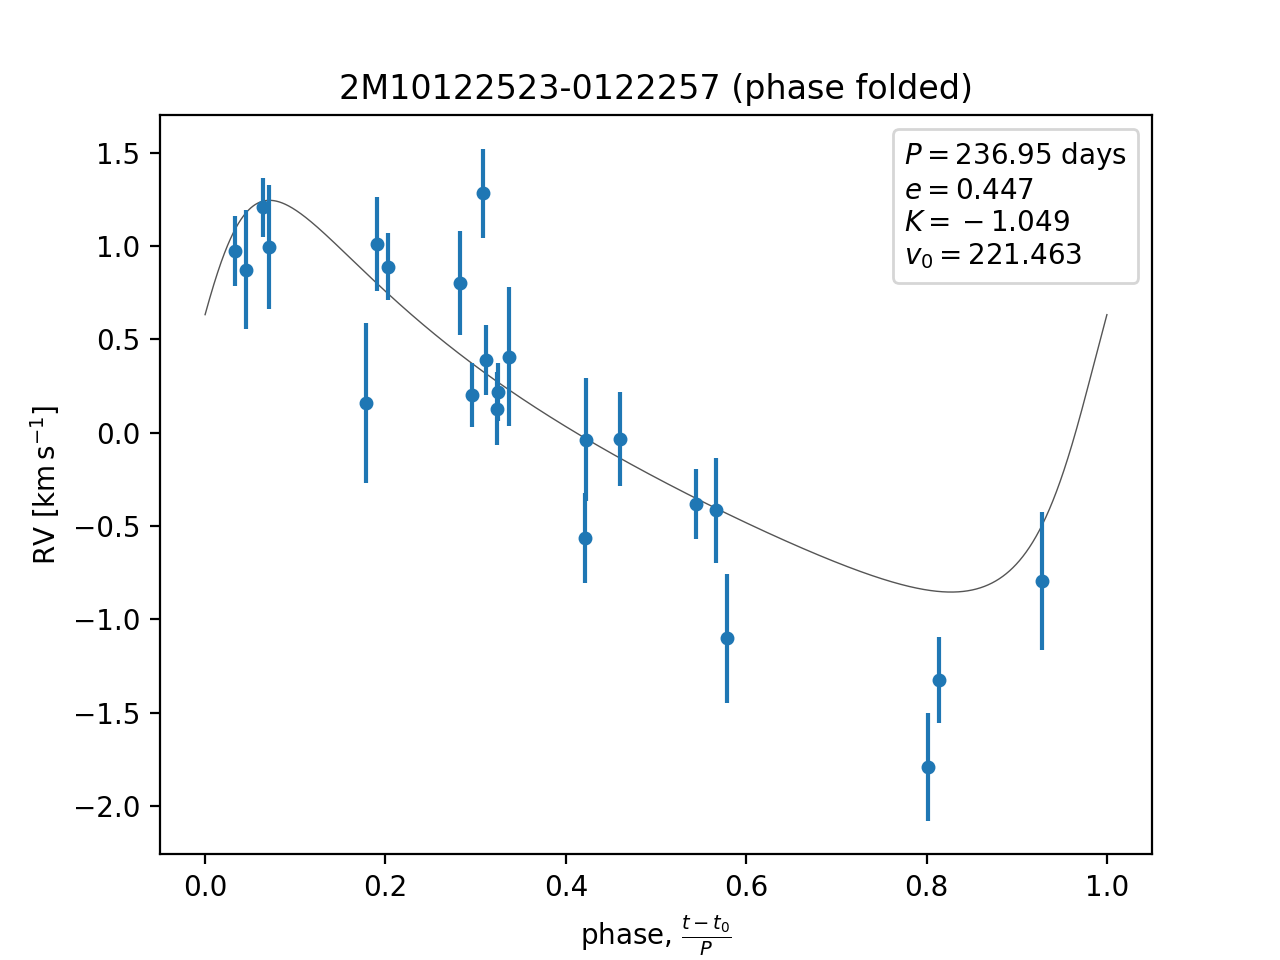 2M10122523-0122257 (phase folded)
P = 236.95 days
e = 0.447
K = −1.049
v₀ = 221.463
1.5
1.0
0.5
0.0
−0.5
−1.0
−1.5
−2.0
RV [km s⁻¹]
0.0 0.2 0.4 0.6 0.8 1.0
phase, (t − t₀)/P